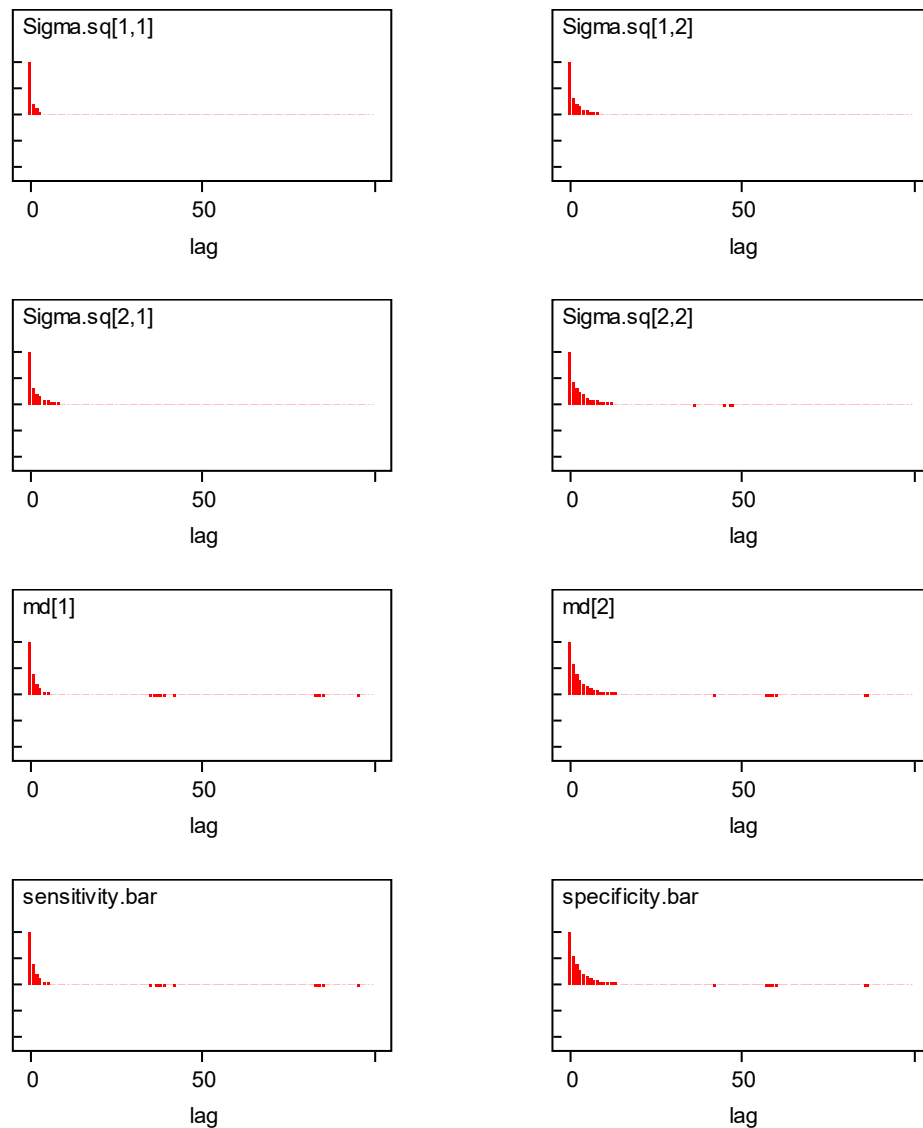 Sigma.sq[1,1]
0 50
lag
Sigma.sq[1,2]
0 50
lag
Sigma.sq[2,1]
0 50
lag
Sigma.sq[2,2]
0 50
lag
md[1]
0 50
lag
md[2]
0 50
lag
sensitivity.bar
0 50
lag
specificity.bar
0 50
lag